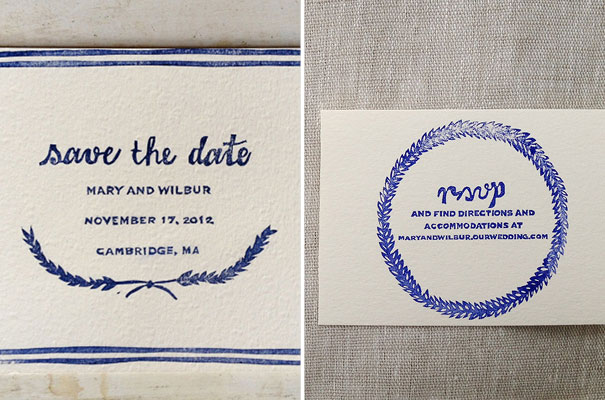 save the date
MARY AND WILBUR
NOVEMBER 17, 2012
CAMBRIDGE, MA
rsvp
AND FIND DIRECTIONS AND
ACCOMMODATIONS AT
MARYANDWILBUR.OURWEDDING.COM